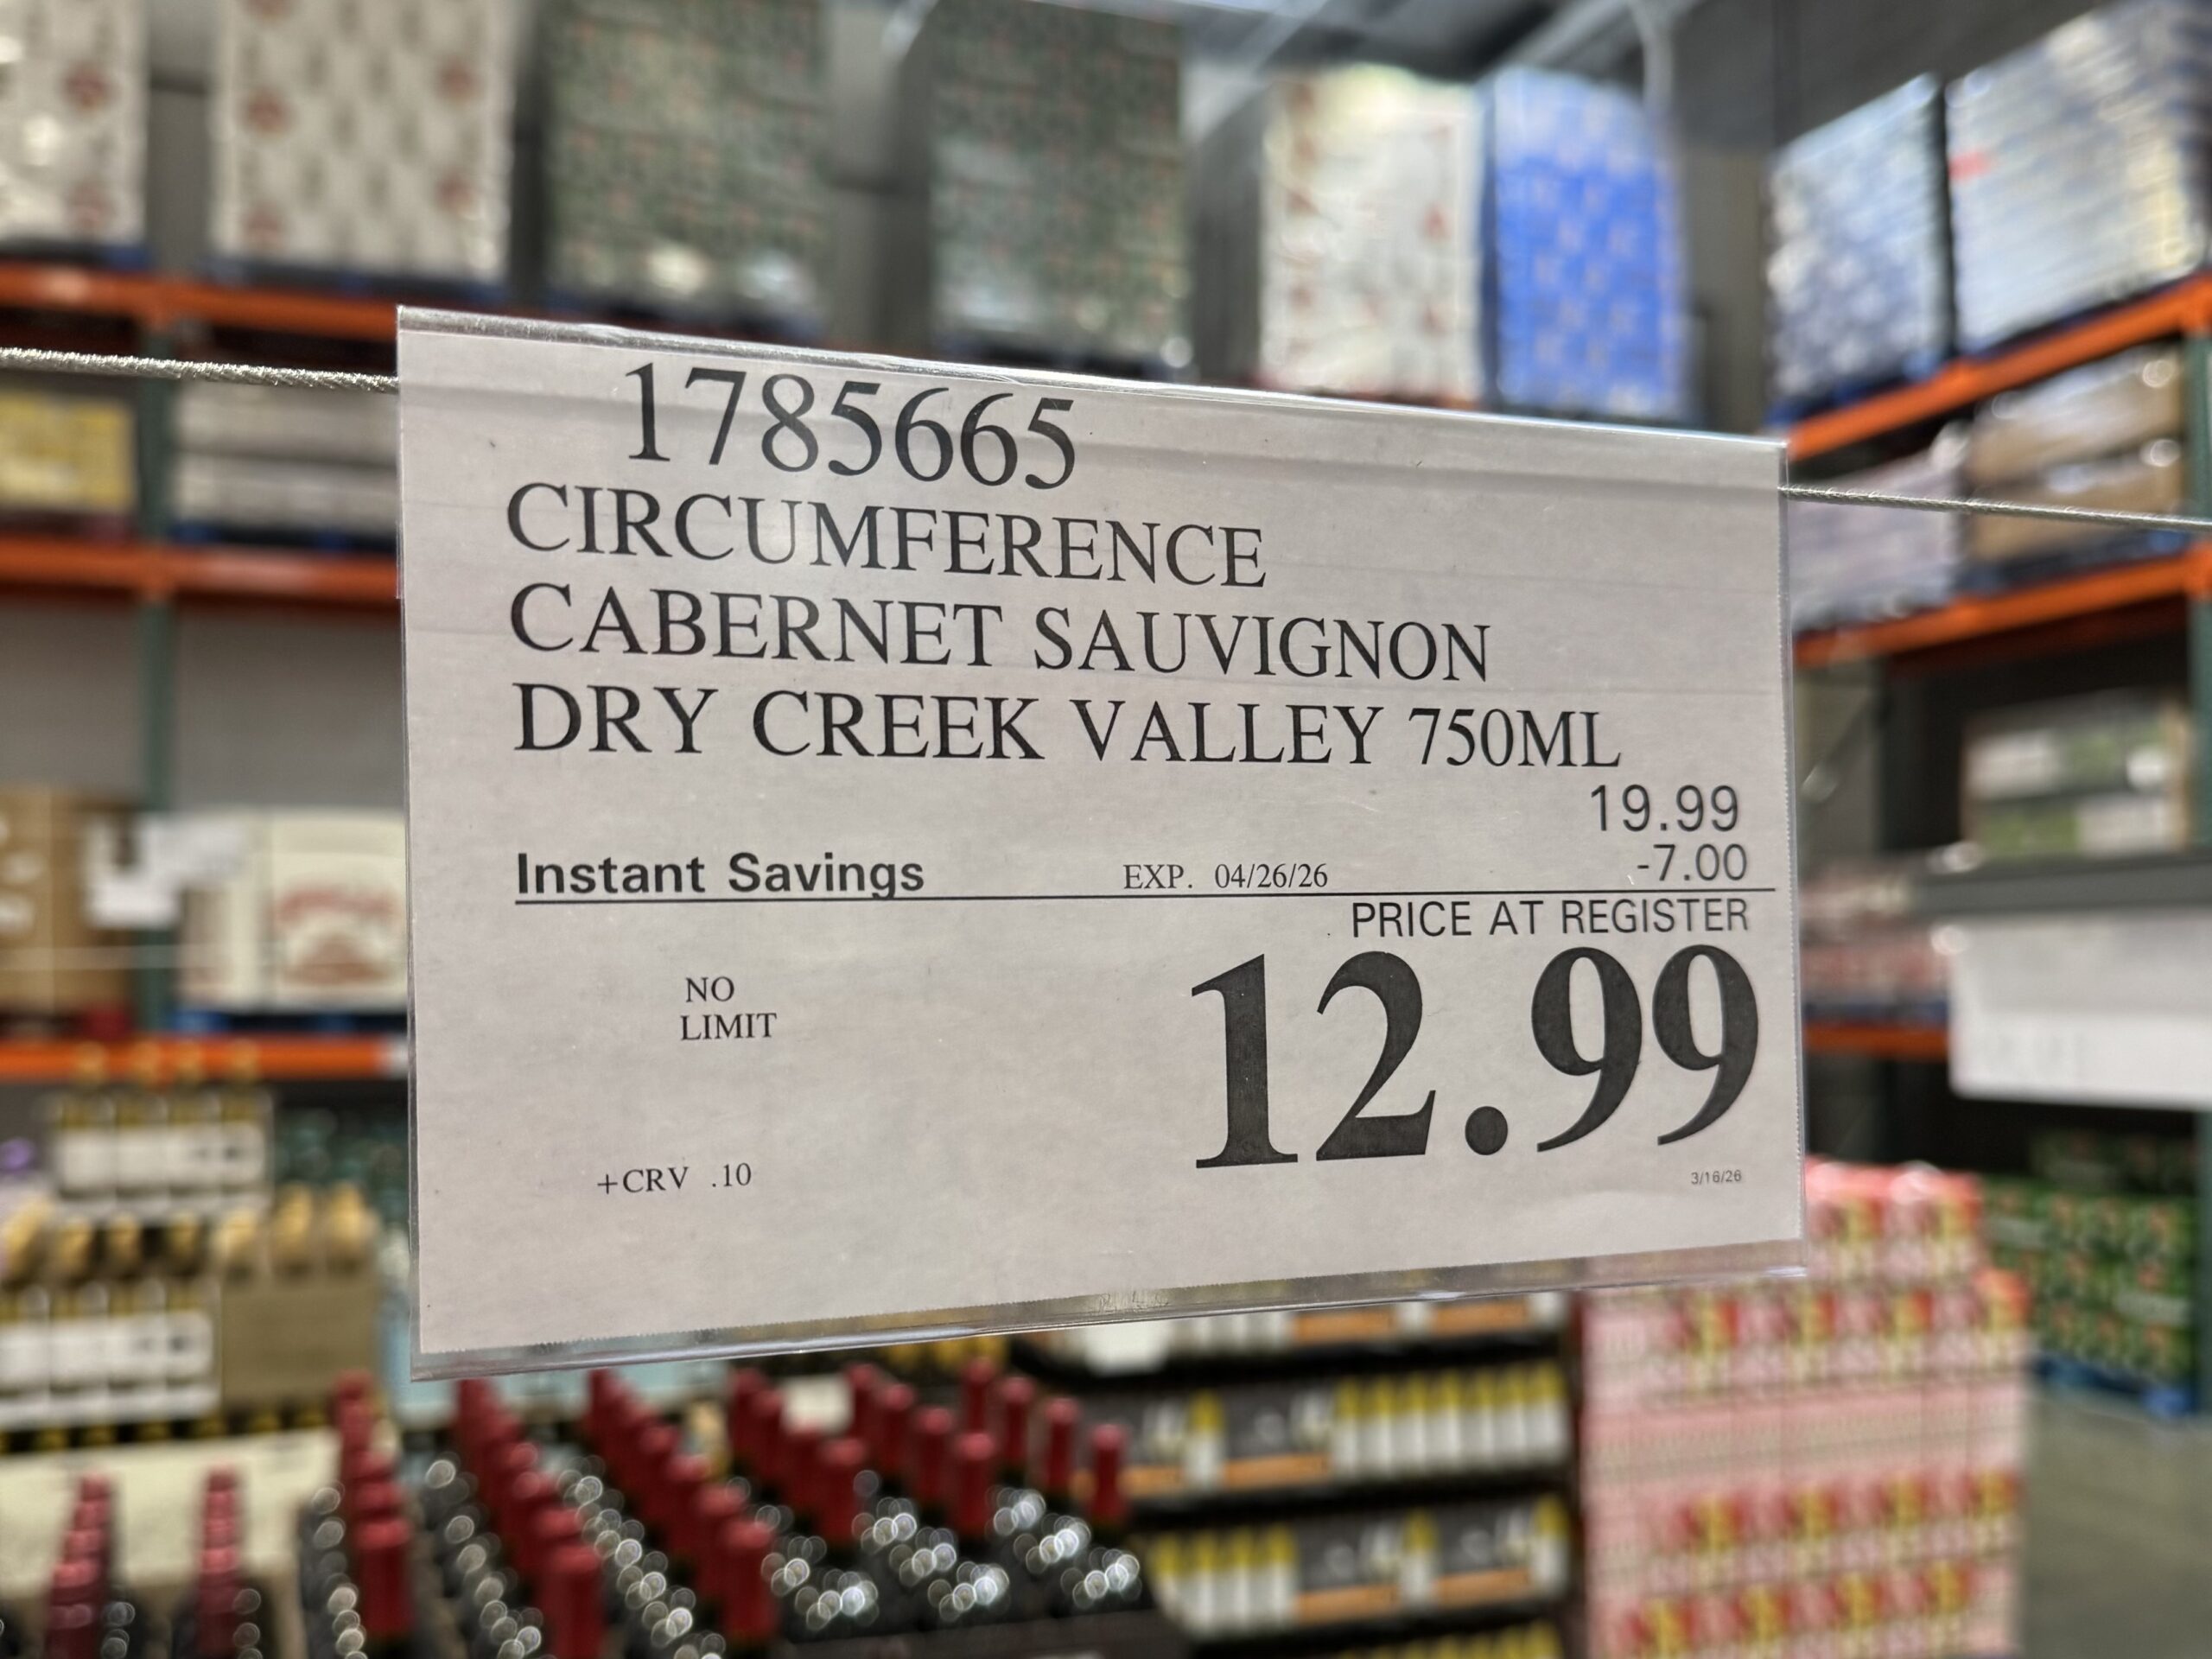 1785665
CIRCUMFERENCE
CABERNET SAUVIGNON
DRY CREEK VALLEY 750ML
19.99
Instant Savings EXP. 04/26/26 -7.00
PRICE AT REGISTER
NO
LIMIT
12.99
+CRV .10
3/16/26